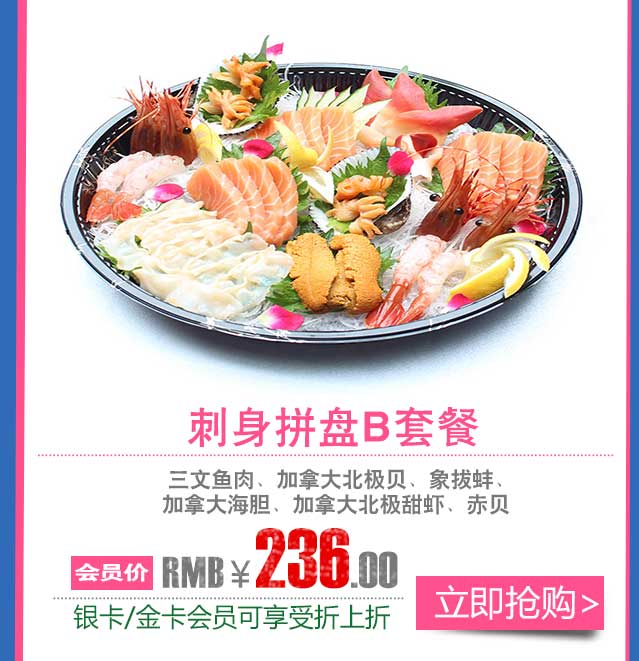 刺身拼盘B套餐
三文鱼肉、加拿大北极贝、象拔蚌、
加拿大海胆、加拿大北极甜虾、赤贝
会员价 RMB￥236.00
银卡/金卡会员可享受折上折
立即抢购>